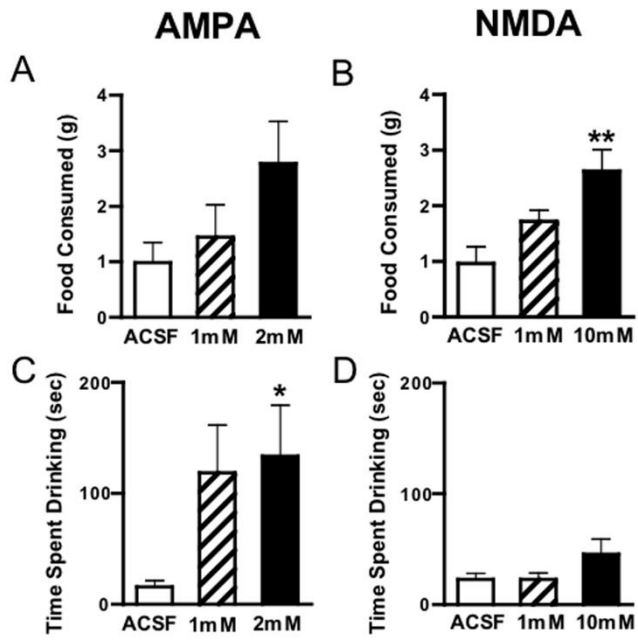 AMPA
NMDA
A
Food Consumed (g)
4
3
2
1
0
ACSF 1mM 2mM
B
Food Consumed (g)
4
3
2
1
0
**
ACSF 1mM 10mM
C
Time Spent Drinking (sec)
200
100
0
*
ACSF 1mM 2mM
D
Time Spent Drinking (sec)
200
100
0
ACSF 1mM 10mM